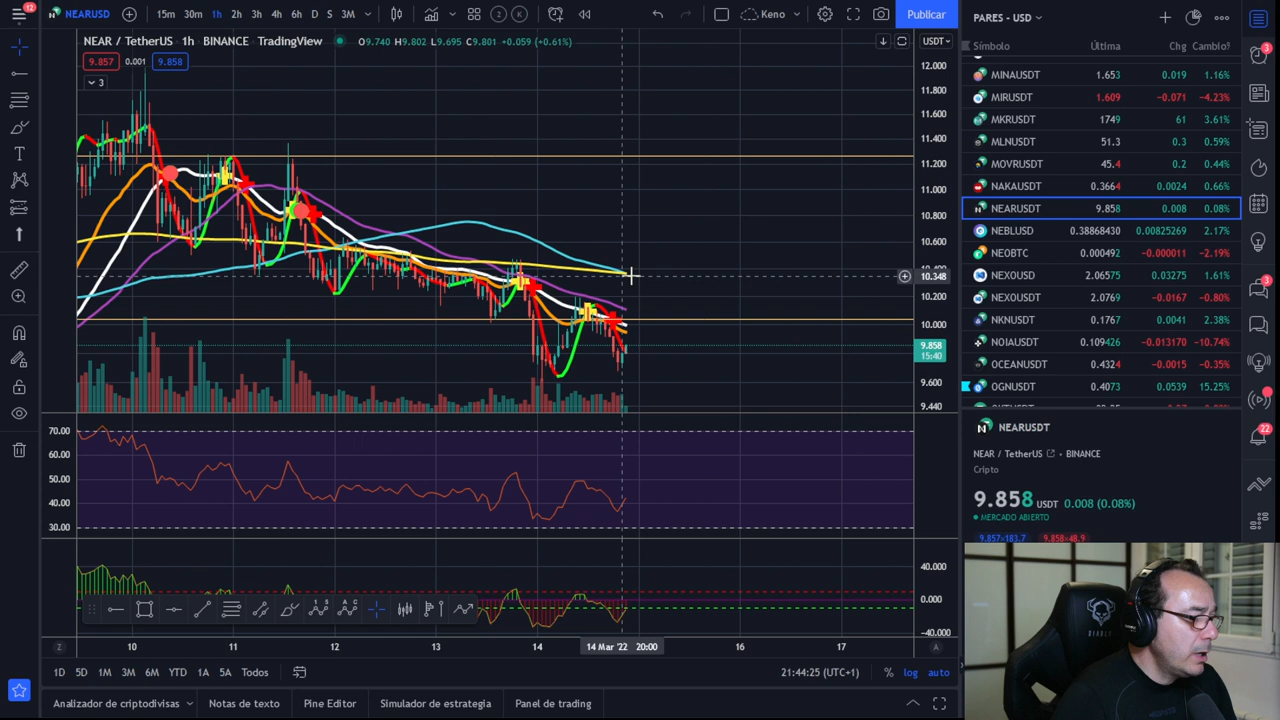 12
NEARUSD
15m 30m 1h 2h 3h 4h 6h D S 3M
2 K
Keno
Publicar
NEAR / TetherUS · 1h · BINANCE · TradingView
O9.740 H9.802 L9.695 C9.801 +0.059 (+0.61%)
USDT
9.857 0.001 9.858
3
12.000
11.800
11.600
11.400
11.200
11.000
10.800
10.600
10.348
10.200
10.000
9.858
15:40
9.600
9.440
70.00
60.00
50.00
40.00
30.00
40.000
0.000
-40.000
Z 10 11 12 13 14 14 Mar '22 20:00 16 17 A
1D 5D 1M 3M 6M YTD 1A 5A Todos
21:44:25 (UTC+1) % log auto
Analizador de criptodivisas Notas de texto Pine Editor Simulador de estrategia Panel de trading
PARES - USD
Símbolo Última Chg Cambio%
MINAUSDT 1.653 0.019 1.16%
MIRUSDT 1.609 −0.071 −4.23%
MKRUSDT 1749 61 3.61%
MLNUSDT 51.3 0.3 0.59%
MOVRUSDT 45.4 0.2 0.44%
NAKAUSDT 0.3664 0.0024 0.66%
NEARUSDT 9.858 0.008 0.08%
NEBLUSD 0.38868430 0.00825269 2.17%
NEOBTC 0.000492 −0.000011 −2.19%
NEXOUSD 2.06575 0.03275 1.61%
NEXOUSDT 2.0769 −0.0167 −0.80%
NKNUSDT 0.1767 0.0041 2.38%
NOIAUSDT 0.109426 −0.013170 −10.74%
OCEANUSDT 0.4324 −0.0015 −0.35%
OGNUSDT 0.4073 0.0539 15.25%
NEARUSDT
NEAR / TetherUS · BINANCE
Cripto
9.858 USDT 0.008 (0.08%)
MERCADO ABIERTO
9.857×183.7 9.858×48.9
3
3
22
DIABLO